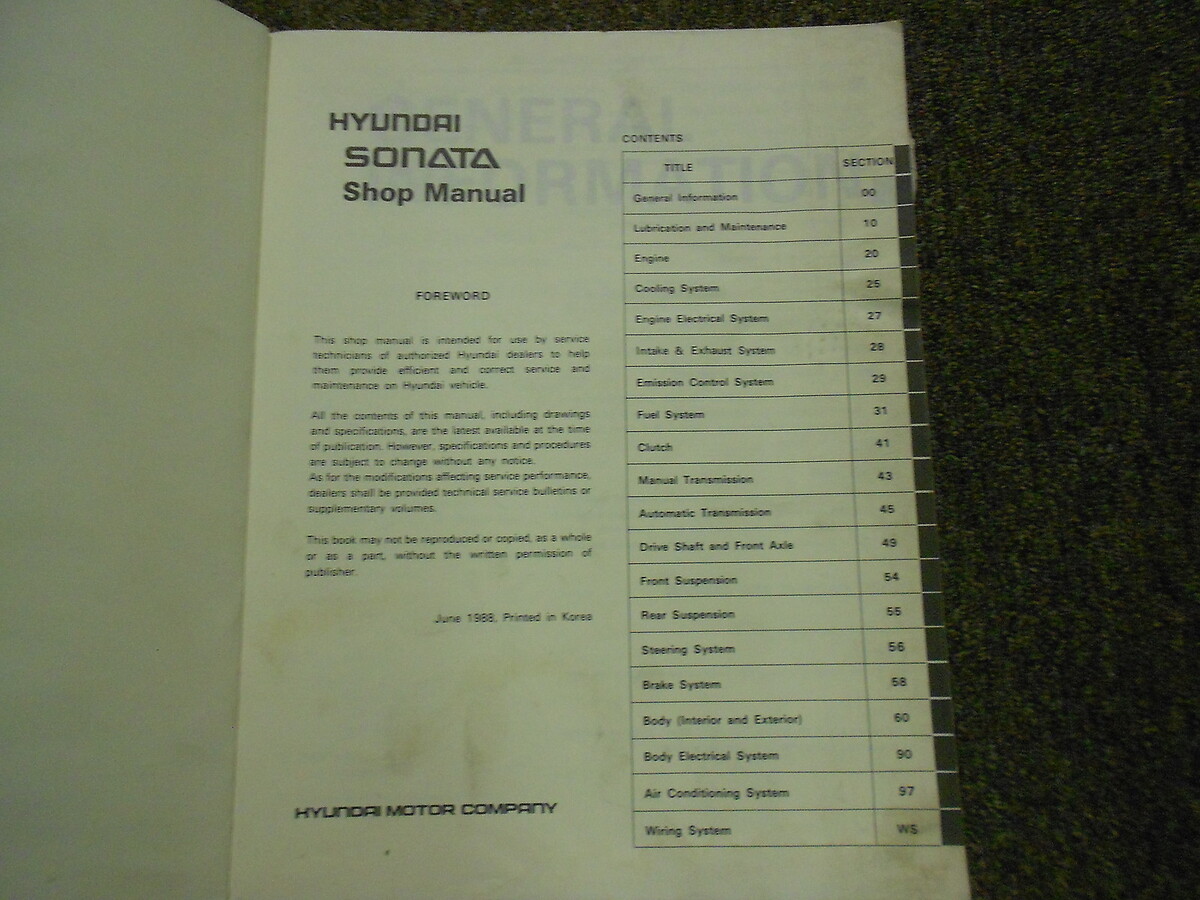 HYUNDAI
SONATA
Shop Manual
FOREWORD
This shop manual is intended for use by service
technicians of authorized Hyundai dealers to help
them provide efficient and correct service and
maintenance on Hyundai vehicle.
All the contents of this manual, including drawings
and specifications, are the latest available at the time
of publication. However, specifications and procedures
are subject to change without any notice.
As for the modifications affecting service performance,
dealers shall be provided technical service bulletins or
supplementary volumes.
This book may not be reproduced or copied, as a whole
or as a part, without the written permission of
publisher.
June 1988, Printed in Korea
HYUNDAI MOTOR COMPANY
CONTENTS
TITLE SECTION
General Information 00
Lubrication and Maintenance 10
Engine 20
Cooling System 25
Engine Electrical System 27
Intake & Exhaust System 28
Emission Control System 29
Fuel System 31
Clutch 41
Manual Transmission 43
Automatic Transmission 45
Drive Shaft and Front Axle 49
Front Suspension 54
Rear Suspension 55
Steering System 56
Brake System 58
Body (Interior and Exterior) 60
Body Electrical System 90
Air Conditioning System 97
Wiring System WS
GENERAL
INFORMATION